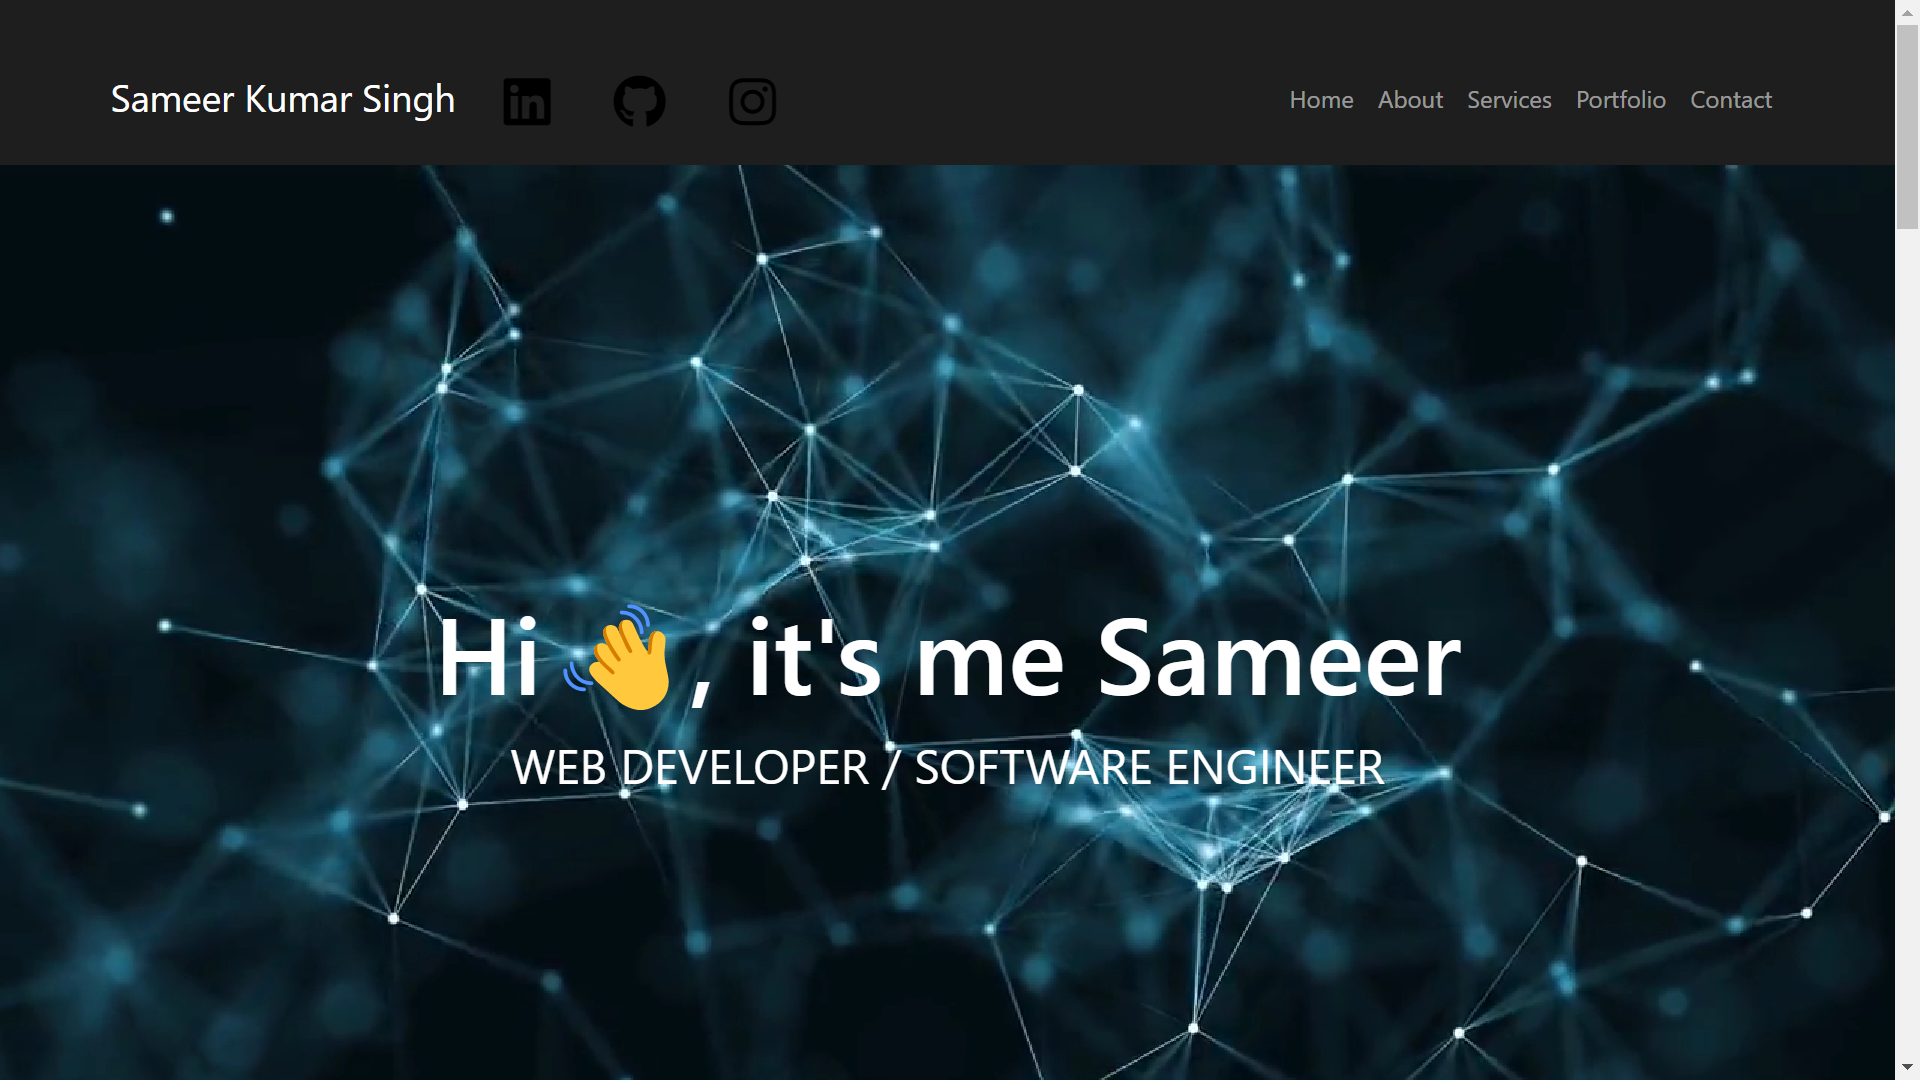 Sameer Kumar Singh
Home About Services Portfolio Contact
Hi 👋, it's me Sameer
WEB DEVELOPER / SOFTWARE ENGINEER